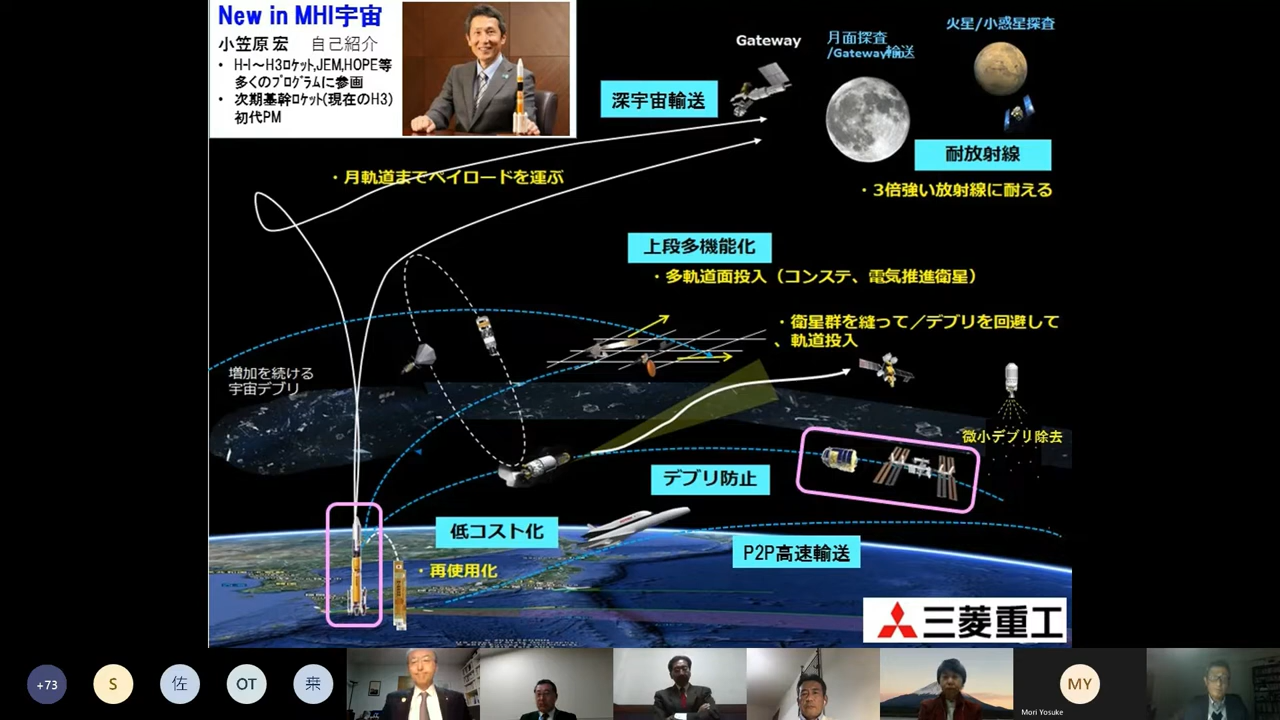 New in MHI宇宙
小笠原 宏 自己紹介
• H-I～H3ロケット,JEM,HOPE等
多くのプログラムに参画
• 次期基幹ロケット(現在のH3)
初代PM
火星/小惑星探査
Gateway
月面探査
/Gatewayへの輸送
深宇宙輸送
耐放射線
・月軌道までペイロードを運ぶ
・３倍強い放射線に耐える
上段多機能化
・多軌道面投入（コンステ、電気推進衛星）
・衛星群を縫って／デブリを回避して
、軌道投入
増加を続ける
宇宙デブリ
微小デブリ除去
デブリ防止
低コスト化
P2P高速輸送
・再使用化
三菱重工
+73
S
佐
OT
菜
MY
Mori Yosuke